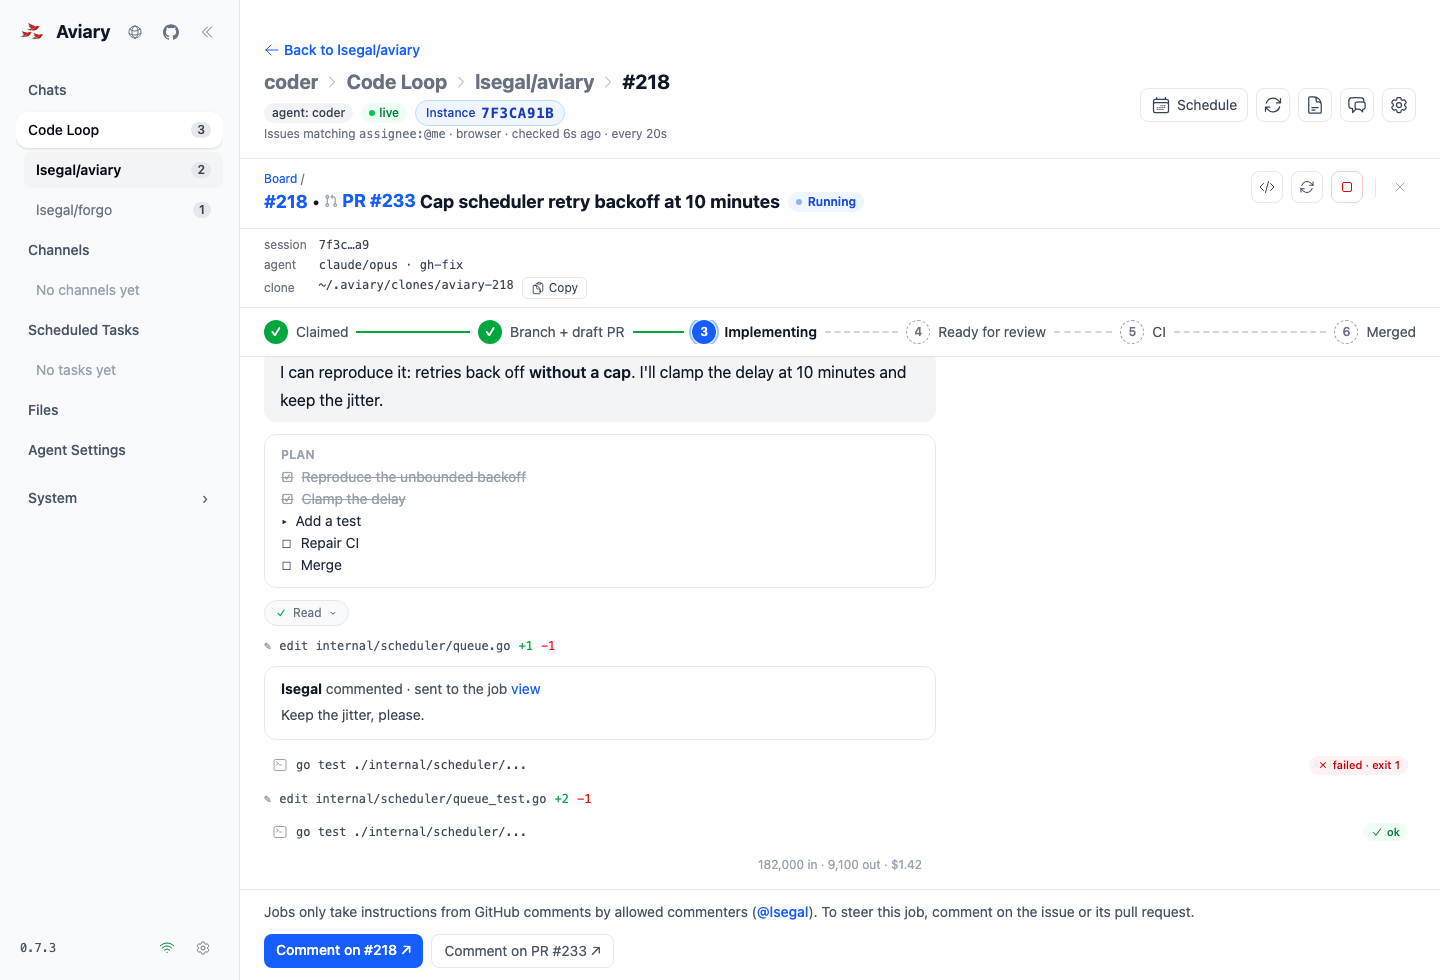 Aviary
Chats
Code Loop 3
lsegal/aviary 2
lsegal/forgo 1
Channels
No channels yet
Scheduled Tasks
No tasks yet
Files
Agent Settings
System
0.7.3
Back to lsegal/aviary
coder > Code Loop > lsegal/aviary > #218
agent: coder live Instance 7F3CA91B
Issues matching assignee:@me · browser · checked 6s ago · every 20s
Schedule
Board /
#218 • PR #233 Cap scheduler retry backoff at 10 minutes Running
session 7f3c…a9
agent claude/opus · gh-fix
clone ~/.aviary/clones/aviary-218 Copy
Claimed Branch + draft PR 3 Implementing 4 Ready for review 5 CI 6 Merged
I can reproduce it: retries back off without a cap. I'll clamp the delay at 10 minutes and
keep the jitter.
PLAN
Reproduce the unbounded backoff
Clamp the delay
Add a test
Repair CI
Merge
Read
edit internal/scheduler/queue.go +1 −1
lsegal commented · sent to the job view
Keep the jitter, please.
go test ./internal/scheduler/... failed · exit 1
edit internal/scheduler/queue_test.go +2 −1
go test ./internal/scheduler/... ok
182,000 in · 9,100 out · $1.42
Jobs only take instructions from GitHub comments by allowed commenters (@lsegal). To steer this job, comment on the issue or its pull request.
Comment on #218 ↗ Comment on PR #233 ↗